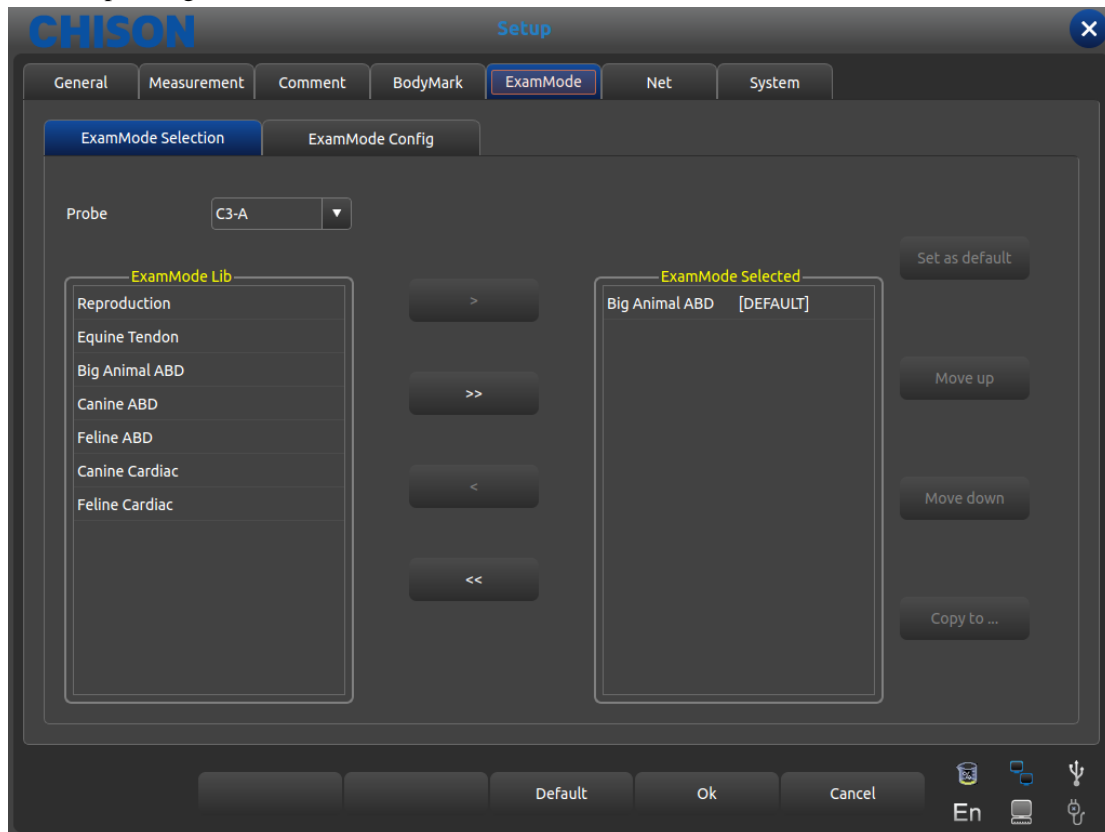 CHISON
Setup
General
Measurement
Comment
BodyMark
ExamMode
Net
System
ExamMode Selection
ExamMode Config
Probe
C3-A
ExamMode Lib
Reproduction
Equine Tendon
Big Animal ABD
Canine ABD
Feline ABD
Canine Cardiac
Feline Cardiac
>
>>
<
<<
ExamMode Selected
Big Animal ABD [DEFAULT]
Set as default
Move up
Move down
Copy to ...
Default
Ok
Cancel
En